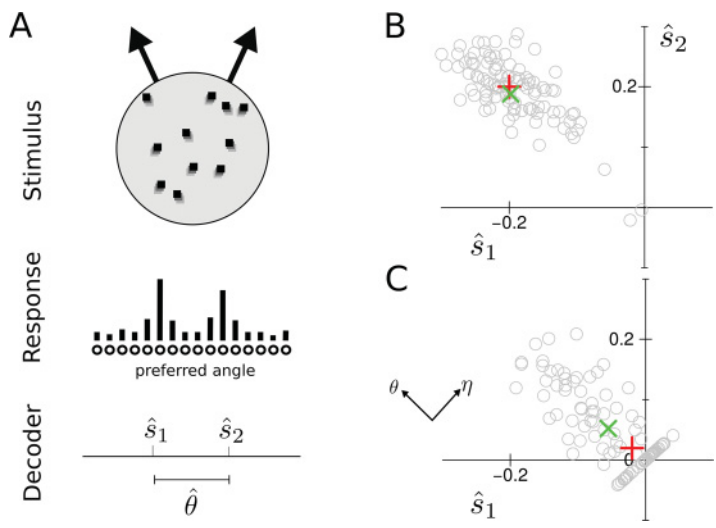 A
Stimulus
Response
preferred angle
Decoder
ŝ₁ ŝ₂
θ̂
B
ŝ₂
0.2
−0.2
ŝ₁
C
0.2
θ η
0
−0.2
ŝ₁